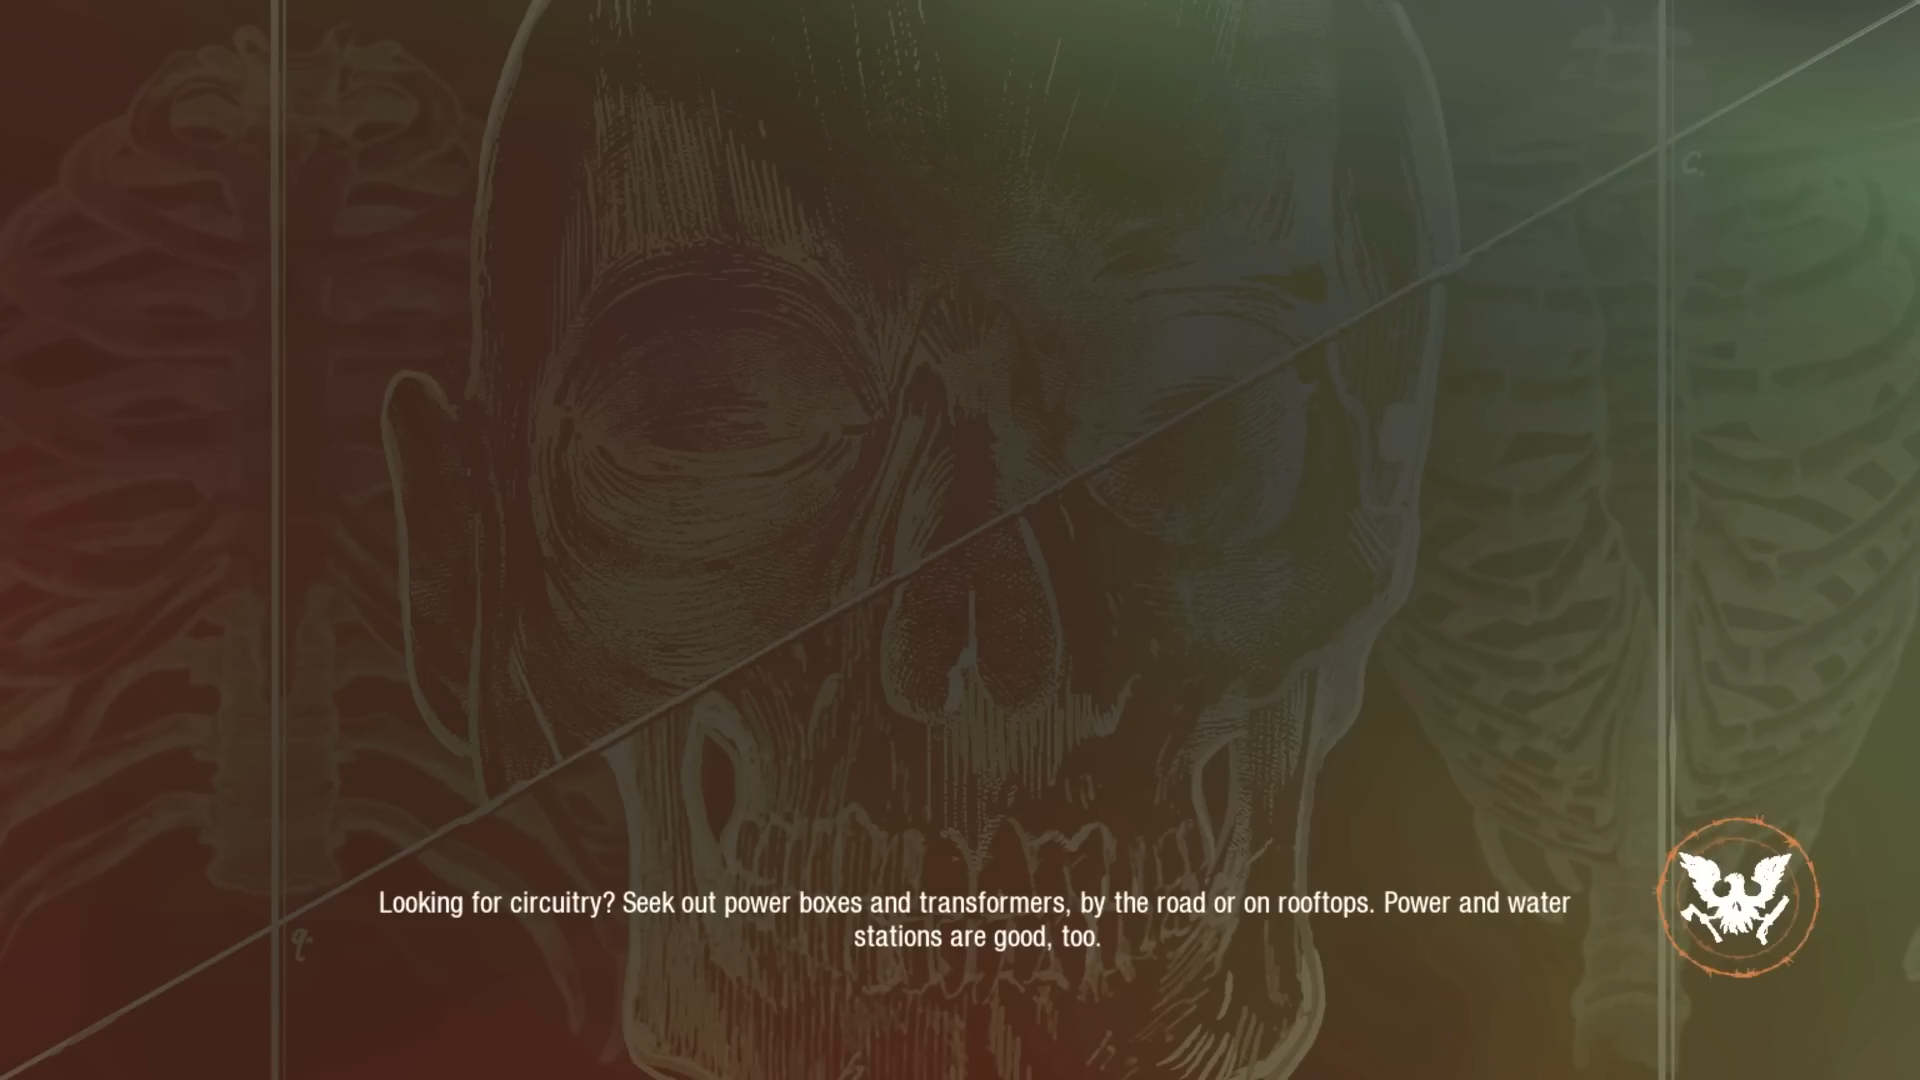 C.
Looking for circuitry? Seek out power boxes and transformers, by the road or on rooftops. Power and water
stations are good, too.
q.